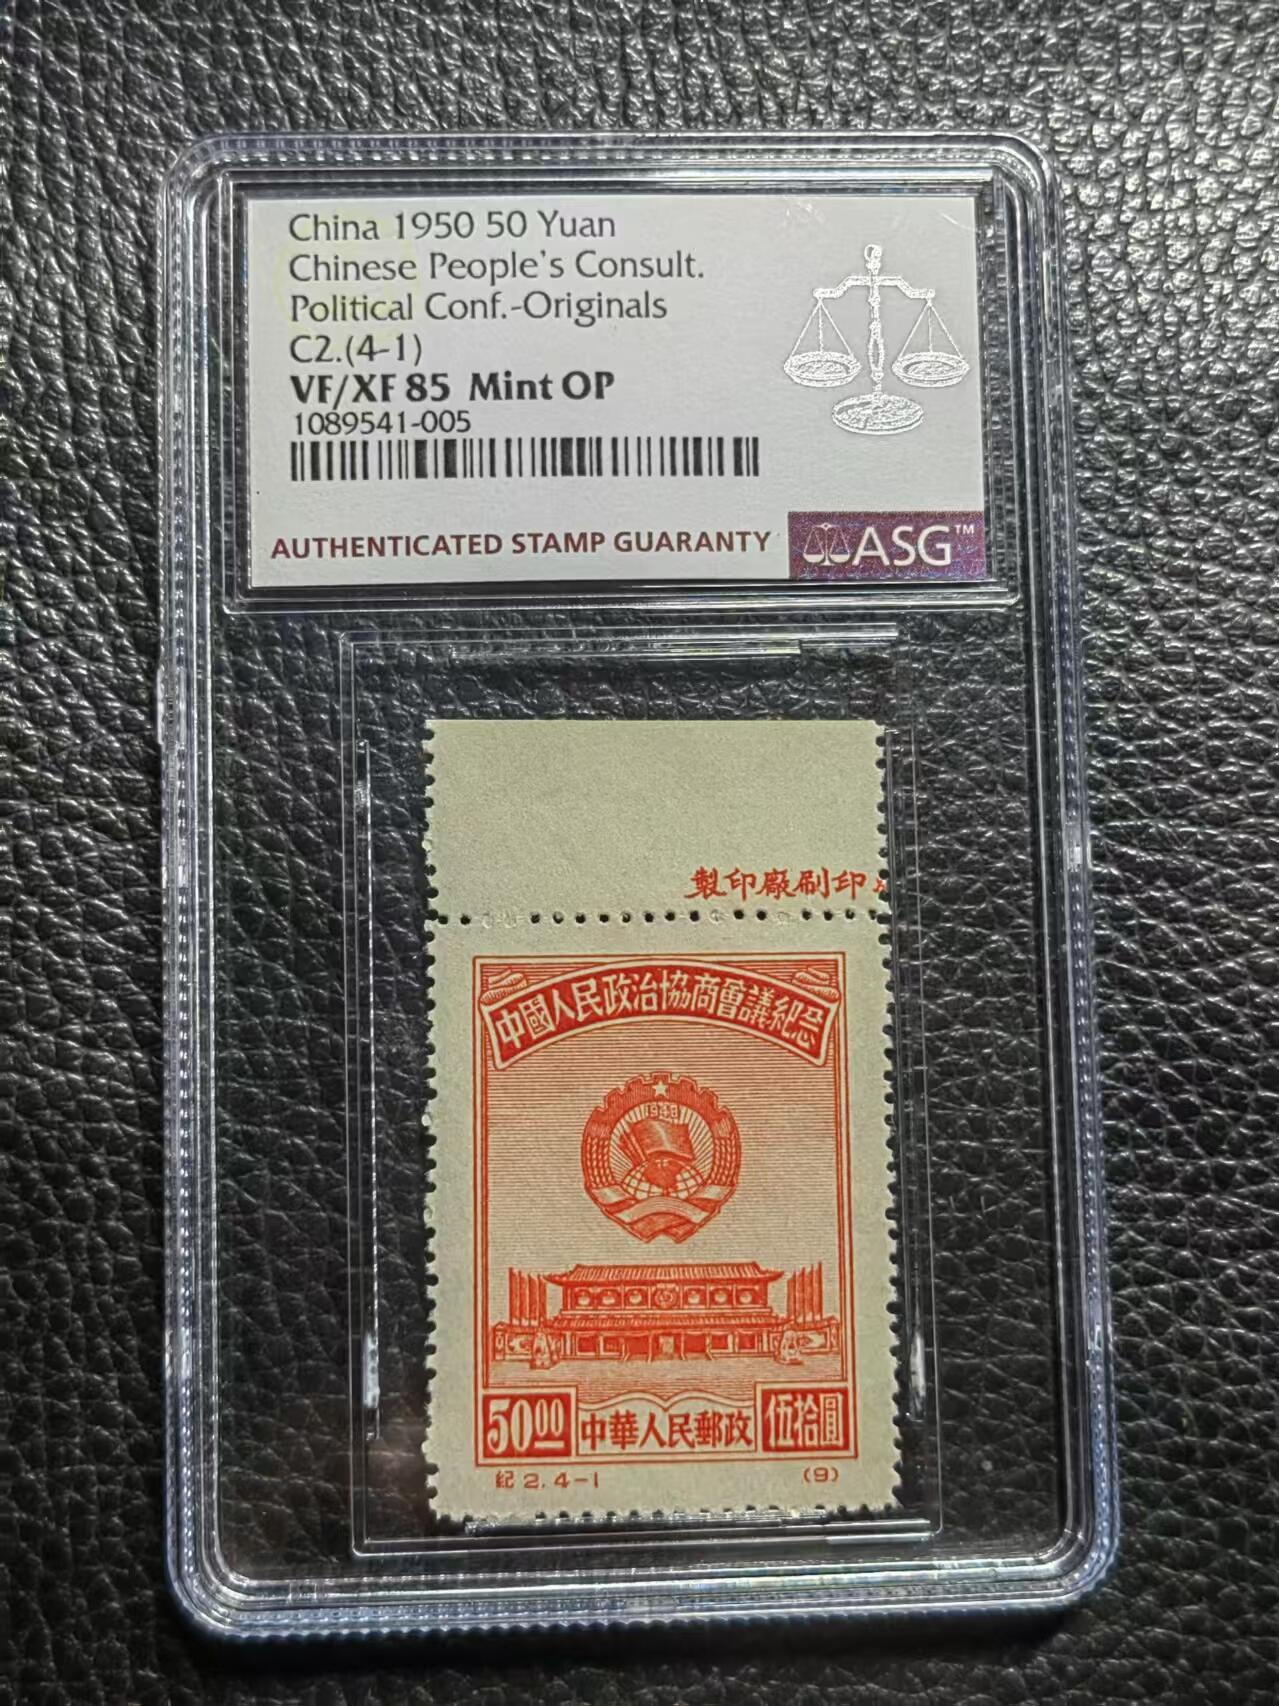 China 1950 50 Yuan
Chinese People's Consult.
Political Conf.-Originals
C2.(4-1)
VF/XF 85 Mint OP
1089541-005
AUTHENTICATED STAMP GUARANTY
ASG™
製印廠刷印
中國人民政治協商會議紀念
1949
50 00
中華人民郵政
伍拾圓
紀 2. 4-1
(9)